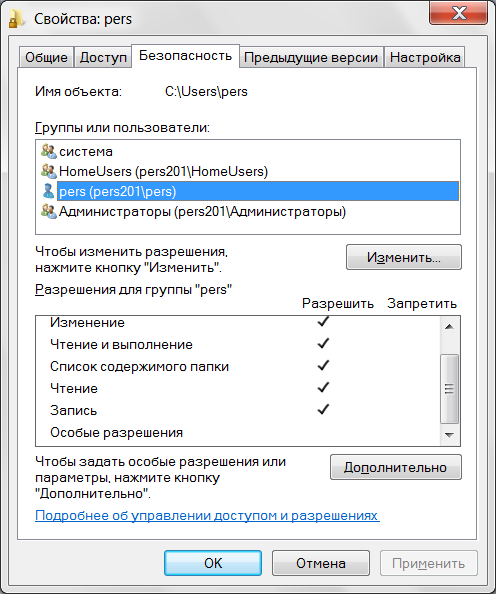 Свойства: pers
Общие Доступ Безопасность Предыдущие версии Настройка
Имя объекта: C:\Users\pers
Группы или пользователи:
система
HomeUsers (pers201\HomeUsers)
pers (pers201\pers)
Администраторы (pers201\Администраторы)
Чтобы изменить разрешения,
нажмите кнопку "Изменить".
Изменить...
Разрешения для группы "pers"
Разрешить Запретить
Изменение
Чтение и выполнение
Список содержимого папки
Чтение
Запись
Особые разрешения
Чтобы задать особые разрешения или
параметры, нажмите кнопку
"Дополнительно".
Дополнительно
Подробнее об управлении доступом и разрешениях
OK Отмена Применить